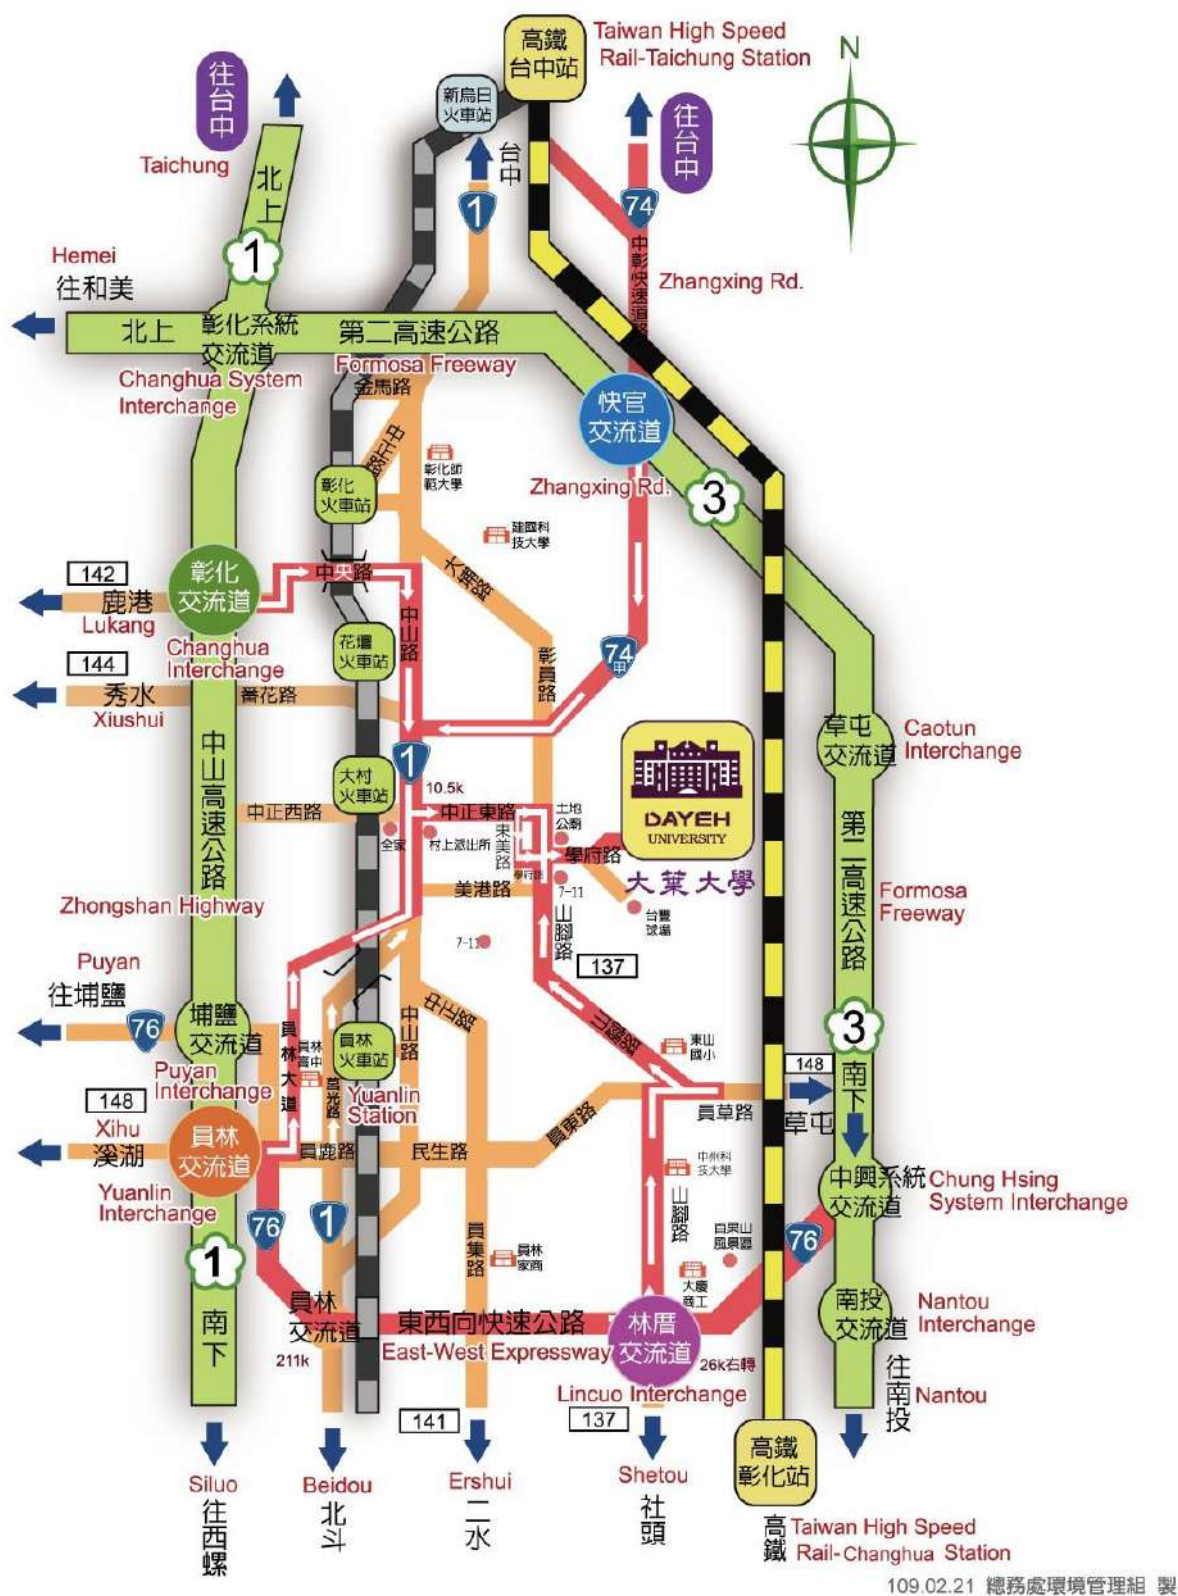 高鐵
台中站
Taiwan High Speed
Rail-Taichung Station
N
往台中
Taichung
新烏日
火車站
台中
往台中
北上
1
1
74
中彰快速道路
Zhangxing Rd.
Hemei
往和美
北上
彰化系統
交流道
第二高速公路
Changhua System
Interchange
Formosa Freeway
金馬路
中正路
快官
交流道
彰化師
範大學
彰化
火車站
Zhangxing Rd.
3
建國科
技大學
142
鹿港
Lukang
彰化
交流道
中央路
大埔路
Changhua
Interchange
花壇
火車站
中山路
彰員路
74
甲
144
秀水
Xiushui
蕃花路
草屯
交流道
Caotun
Interchange
中山高速公路
1
大村
火車站
10.5k
DAYEH
UNIVERSITY
大葉大學
中正西路
中正東路
土地
公廟
全家
村上派出所
東美路
學府路
學府路
第二高速公路
美港路
7-11
Zhongshan Highway
Formosa
Freeway
台豐
球場
山腳路
7-11
137
Puyan
往埔鹽
76
埔鹽
交流道
員林大道
員林
高中
莒光路
員林
火車站
中山路
中正路
山腳路
東山
國小
3
148
南下
草屯
Puyan
Interchange
Yuanlin
Station
148
Xihu
溪湖
員林
交流道
員鹿路
民生路
員東路
員草路
中州科
技大學
中興系統
交流道
Chung Hsing
System Interchange
Yuanlin
Interchange
76
1
員集路
員林
家商
山腳路
百果山
風景區
76
1
大慶
商工
南下
員林
交流道
211k
東西向快速公路
East-West Expressway
林厝
交流道
26k右轉
南投
交流道
Nantou
Interchange
Lincuo Interchange
往南投
Nantou
141
137
高鐵
彰化站
Siluo
往西螺
Beidou
北斗
Ershui
二水
Shetou
社頭
高鐵
Taiwan High Speed
Rail-Changhua Station
109.02.21 總務處環境管理組 製